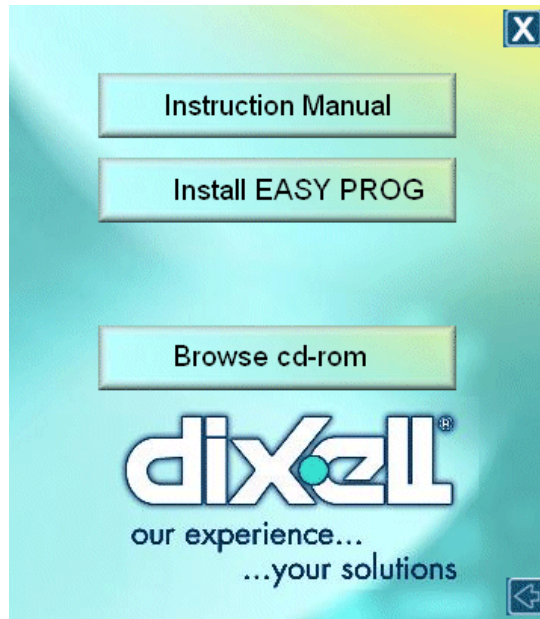 X
Instruction Manual
Install EASY PROG
Browse cd-rom
dixell®
our experience...
...your solutions